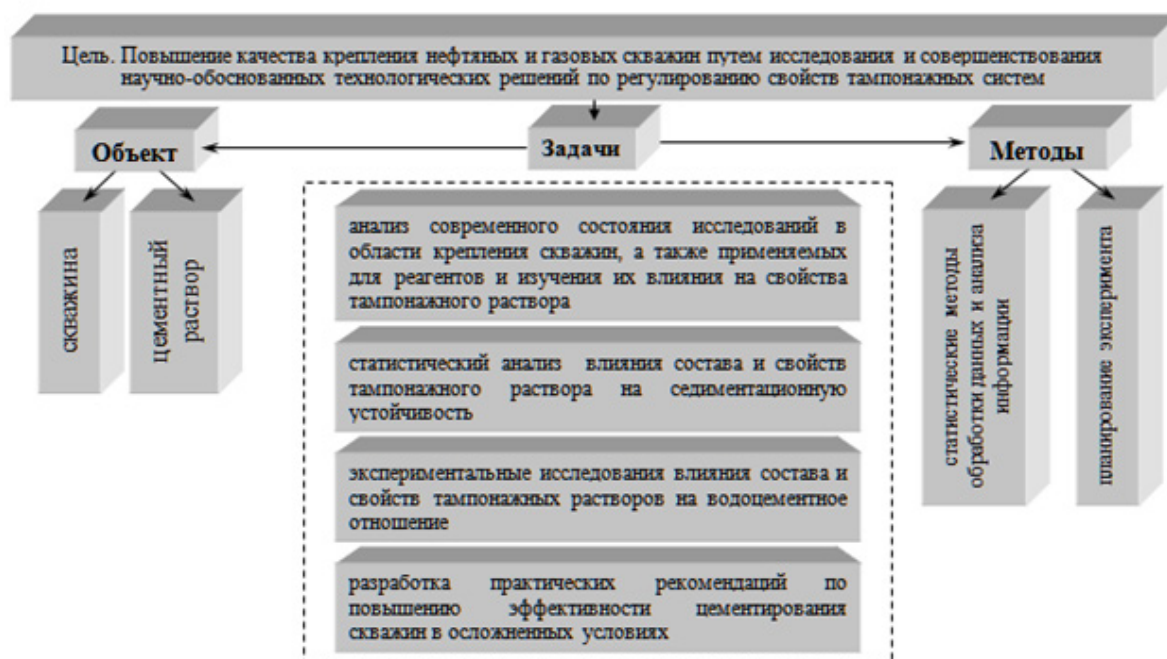 Цель. Повышение качества крепления нефтяных и газовых скважин путем исследования и совершенствования
научно-обоснованных технологических решений по регулированию свойств тампонажных систем
Объект
Задачи
Методы
скважина
цементный
раствор
анализ современного состояния исследований в
области крепления скважин, а также применяемых
для реагентов и изучения их влияния на свойства
тампонажного раствора
статистический анализ влияния состава и свойств
тампонажного раствора на седиментационную
устойчивость
экспериментальные исследования влияния состава и
свойств тампонажных растворов на водоцементное
отношение
разработка практических рекомендаций по
повышению эффективности цементирования
скважин в осложненных условиях
статистические методы
обработки данных и анализа
информации
планирование эксперимента